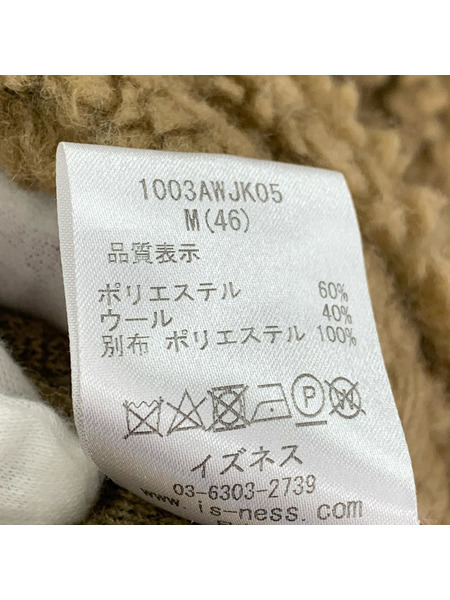 1003AWJK05
M(46)
品質表示
ポリエステル 60%
ウール 40%
別布 ポリエステル 100%
P W
イズネス
03-6303-2739
www.is-ness.com